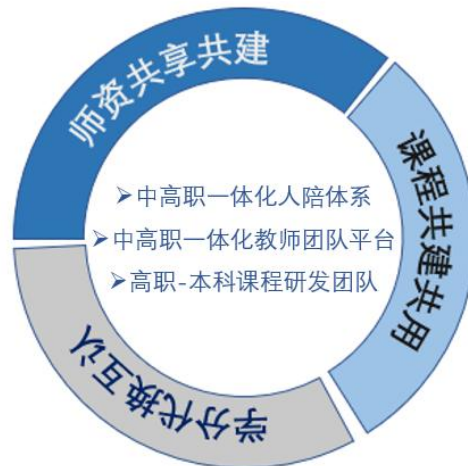 师资共享共建
课程共建共用
学分代换互认
➢中高职一体化人陪体系
➢中高职一体化教师团队平台
➢高职-本科课程研发团队